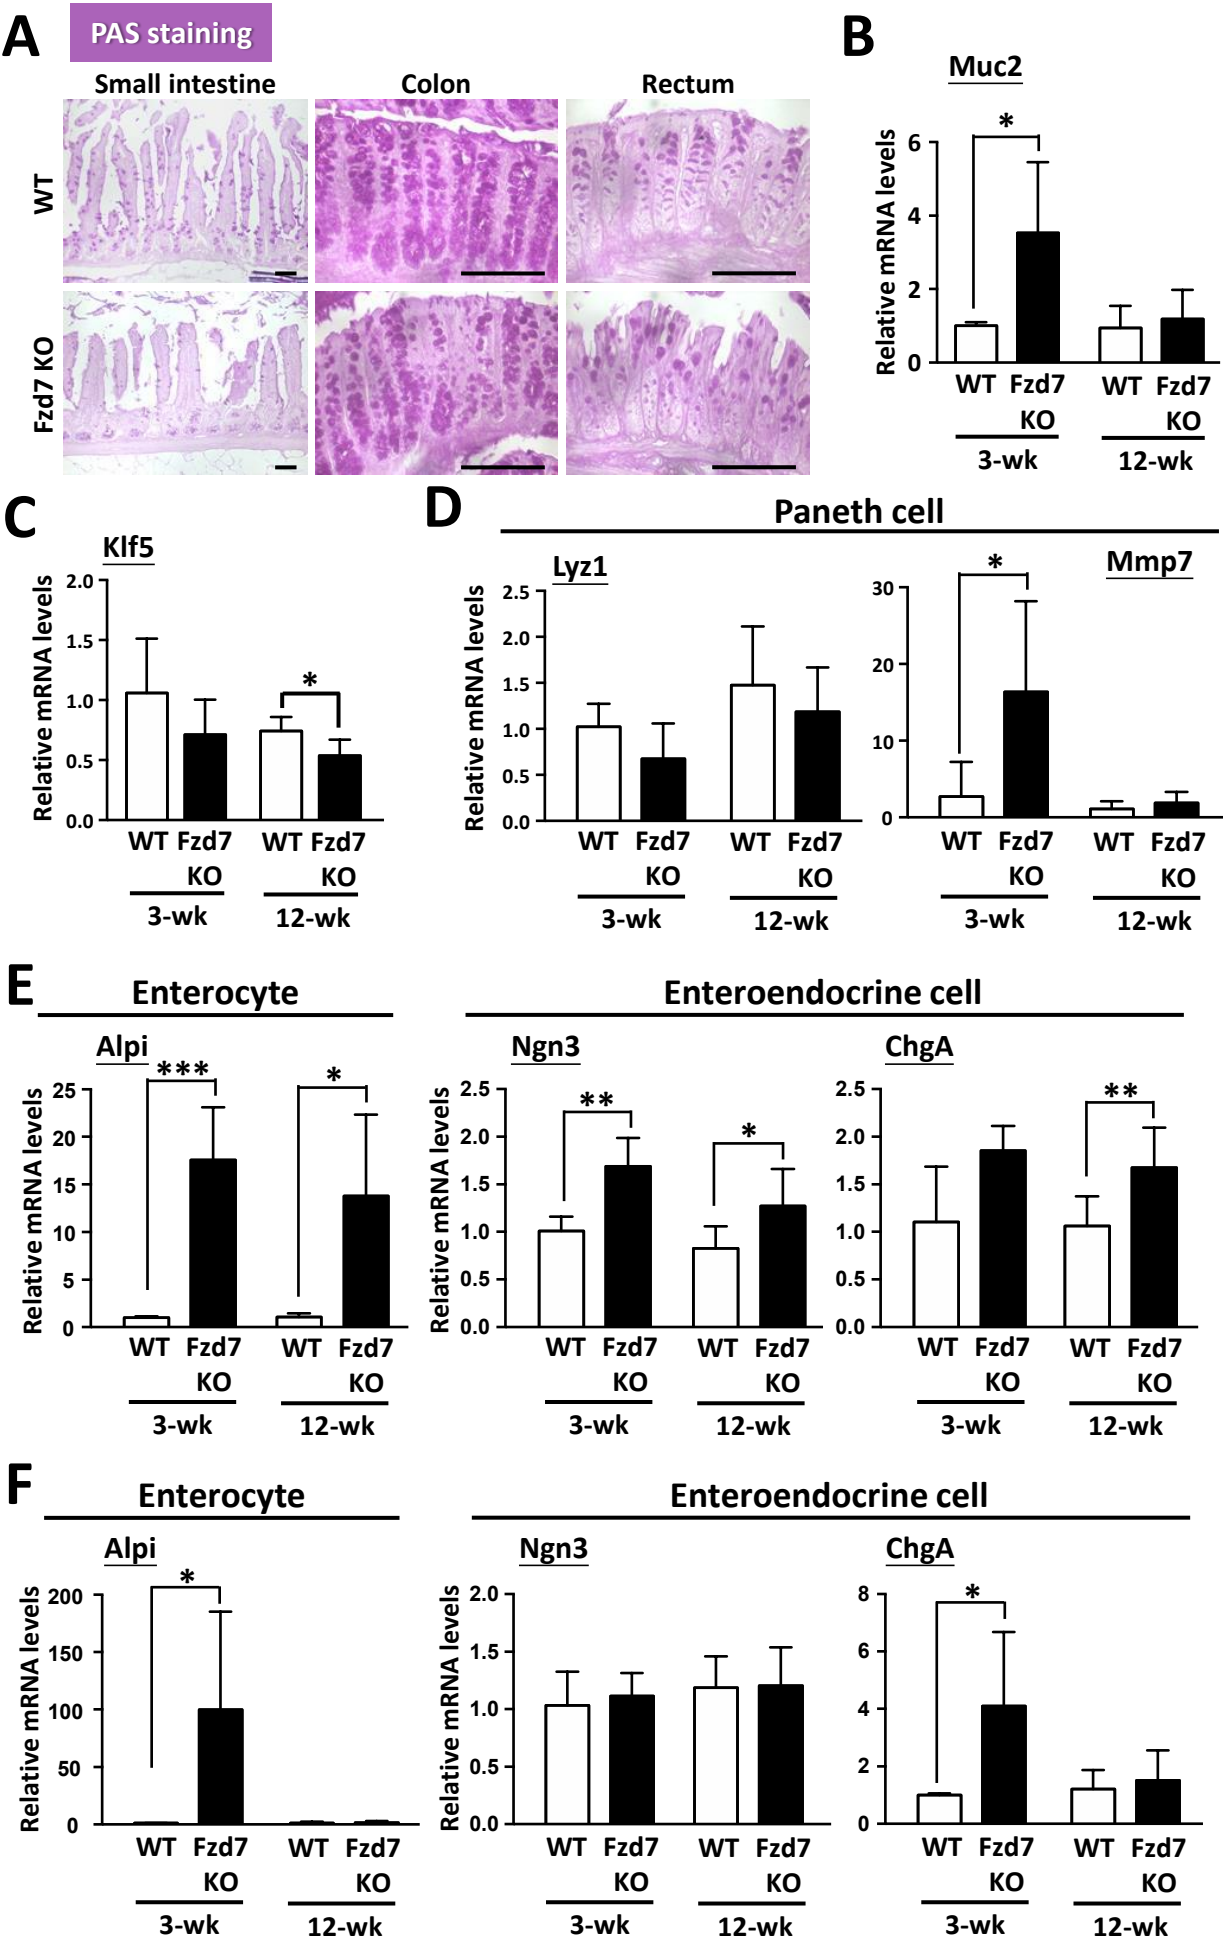 A
PAS staining
Small intestine Colon Rectum
WT
Fzd7 KO
B
Muc2
*
Relative mRNA levels
6
4
2
0
WT Fzd7 WT Fzd7
KO KO
3-wk 12-wk
C
Klf5
*
Relative mRNA levels
2.0
1.5
1.0
0.5
0.0
WT Fzd7 WT Fzd7
KO KO
3-wk 12-wk
D
Paneth cell
Lyz1
Relative mRNA levels
2.5
2.0
1.5
1.0
0.5
0.0
WT Fzd7 WT Fzd7
KO KO
3-wk 12-wk
Mmp7
*
30
20
10
0
WT Fzd7 WT Fzd7
KO KO
3-wk 12-wk
E
Enterocyte
Alpi
*** *
Relative mRNA levels
25
20
15
10
5
0
WT Fzd7 WT Fzd7
KO KO
3-wk 12-wk
Enteroendocrine cell
Ngn3
** *
Relative mRNA levels
2.5
2.0
1.5
1.0
0.5
0.0
WT Fzd7 WT Fzd7
KO KO
3-wk 12-wk
ChgA
**
2.5
2.0
1.5
1.0
0.5
0.0
WT Fzd7 WT Fzd7
KO KO
3-wk 12-wk
F
Enterocyte
Alpi
*
Relative mRNA levels
200
150
100
50
0
WT Fzd7 WT Fzd7
KO KO
3-wk 12-wk
Enteroendocrine cell
Ngn3
Relative mRNA levels
2.0
1.5
1.0
0.5
0.0
WT Fzd7 WT Fzd7
KO KO
3-wk 12-wk
ChgA
*
8
6
4
2
0
WT Fzd7 WT Fzd7
KO KO
3-wk 12-wk